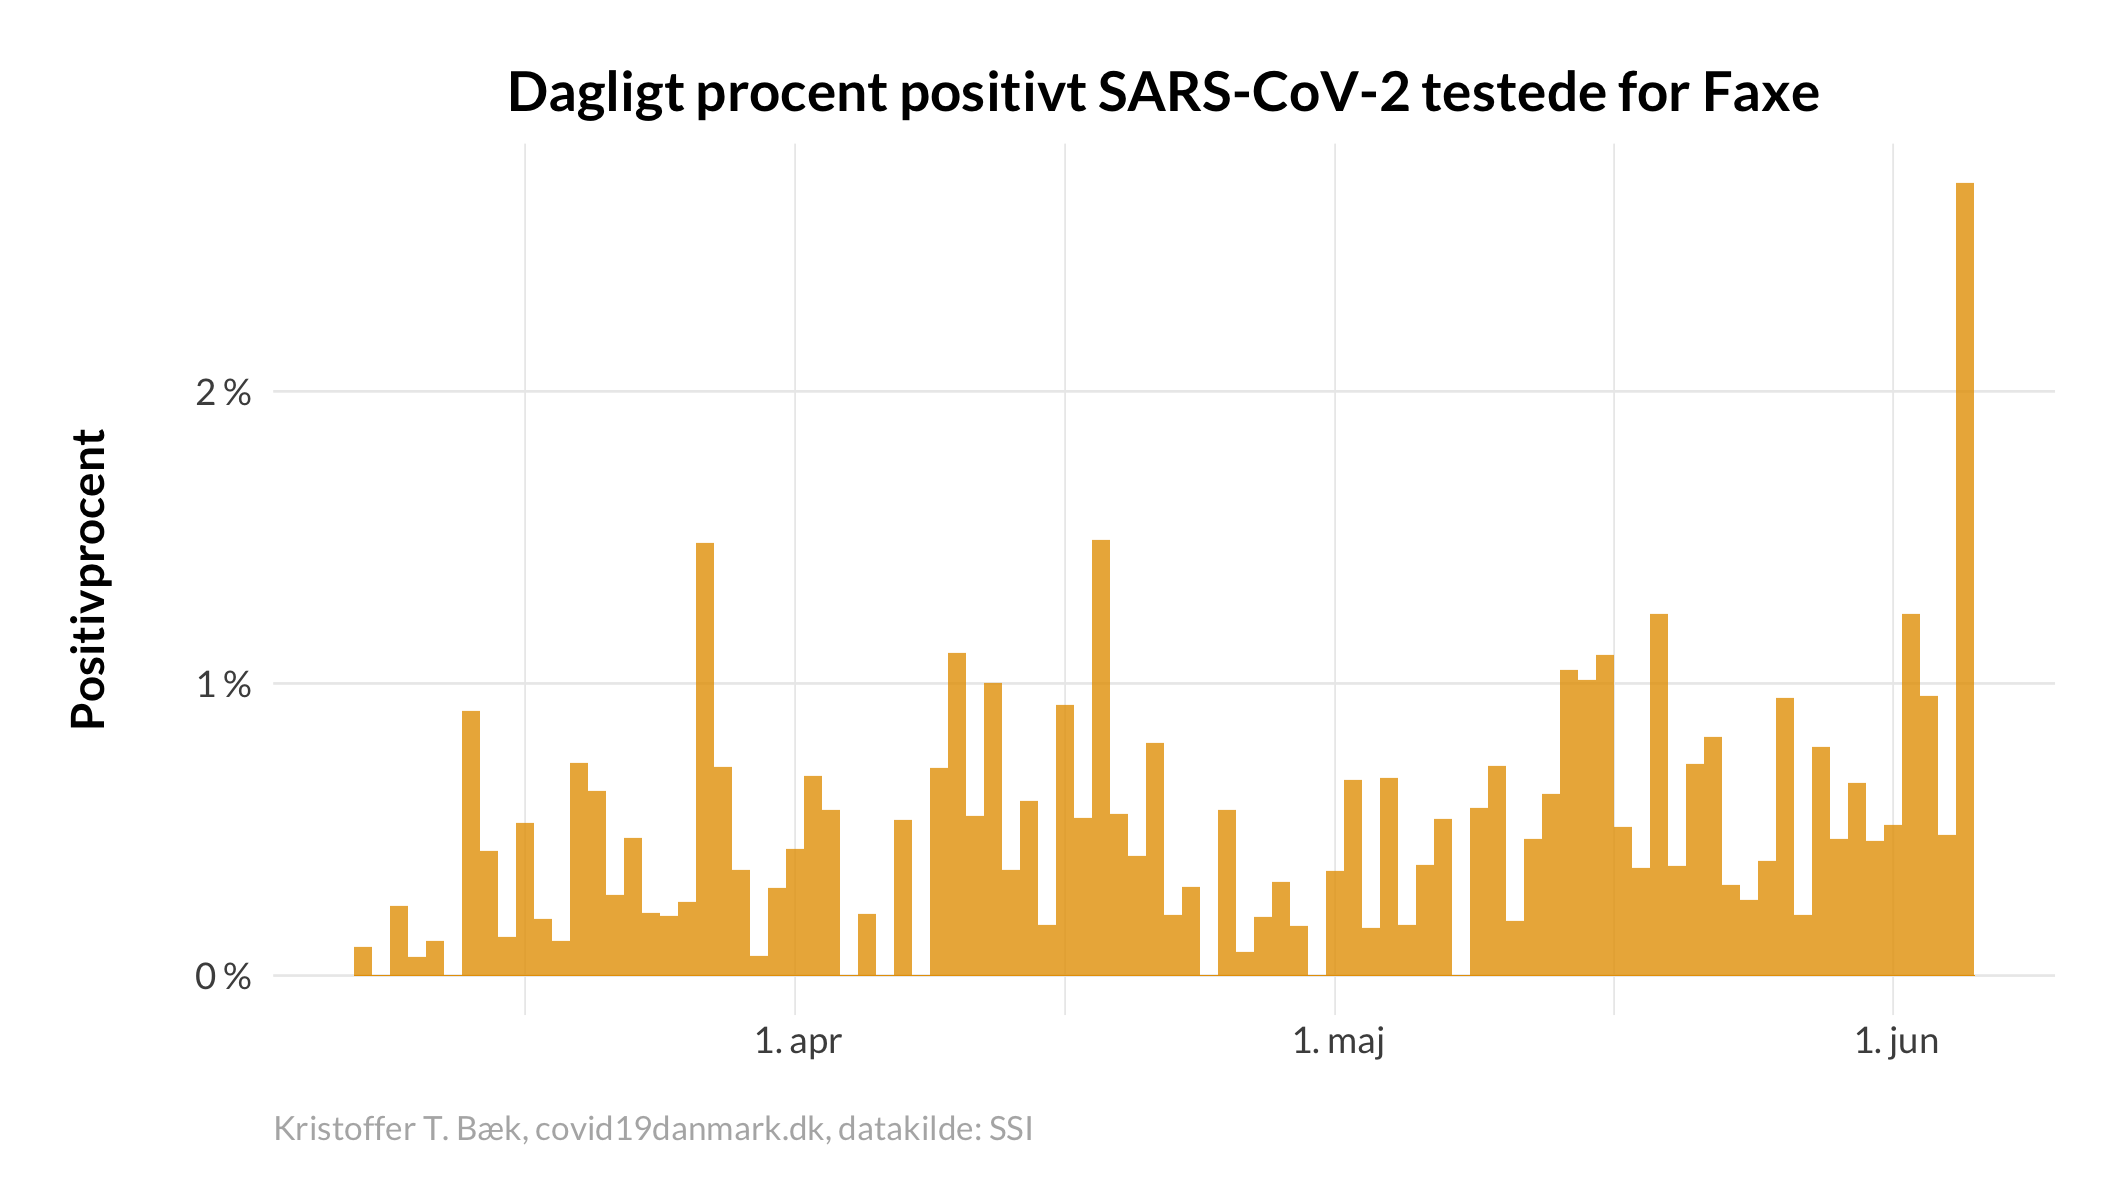 Dagligt procent positivt SARS-CoV-2 testede for Faxe
Positivprocent
2 %
1 %
0 %
1. apr
1. maj
1. jun
Kristoffer T. Bæk, covid19danmark.dk, datakilde: SSI